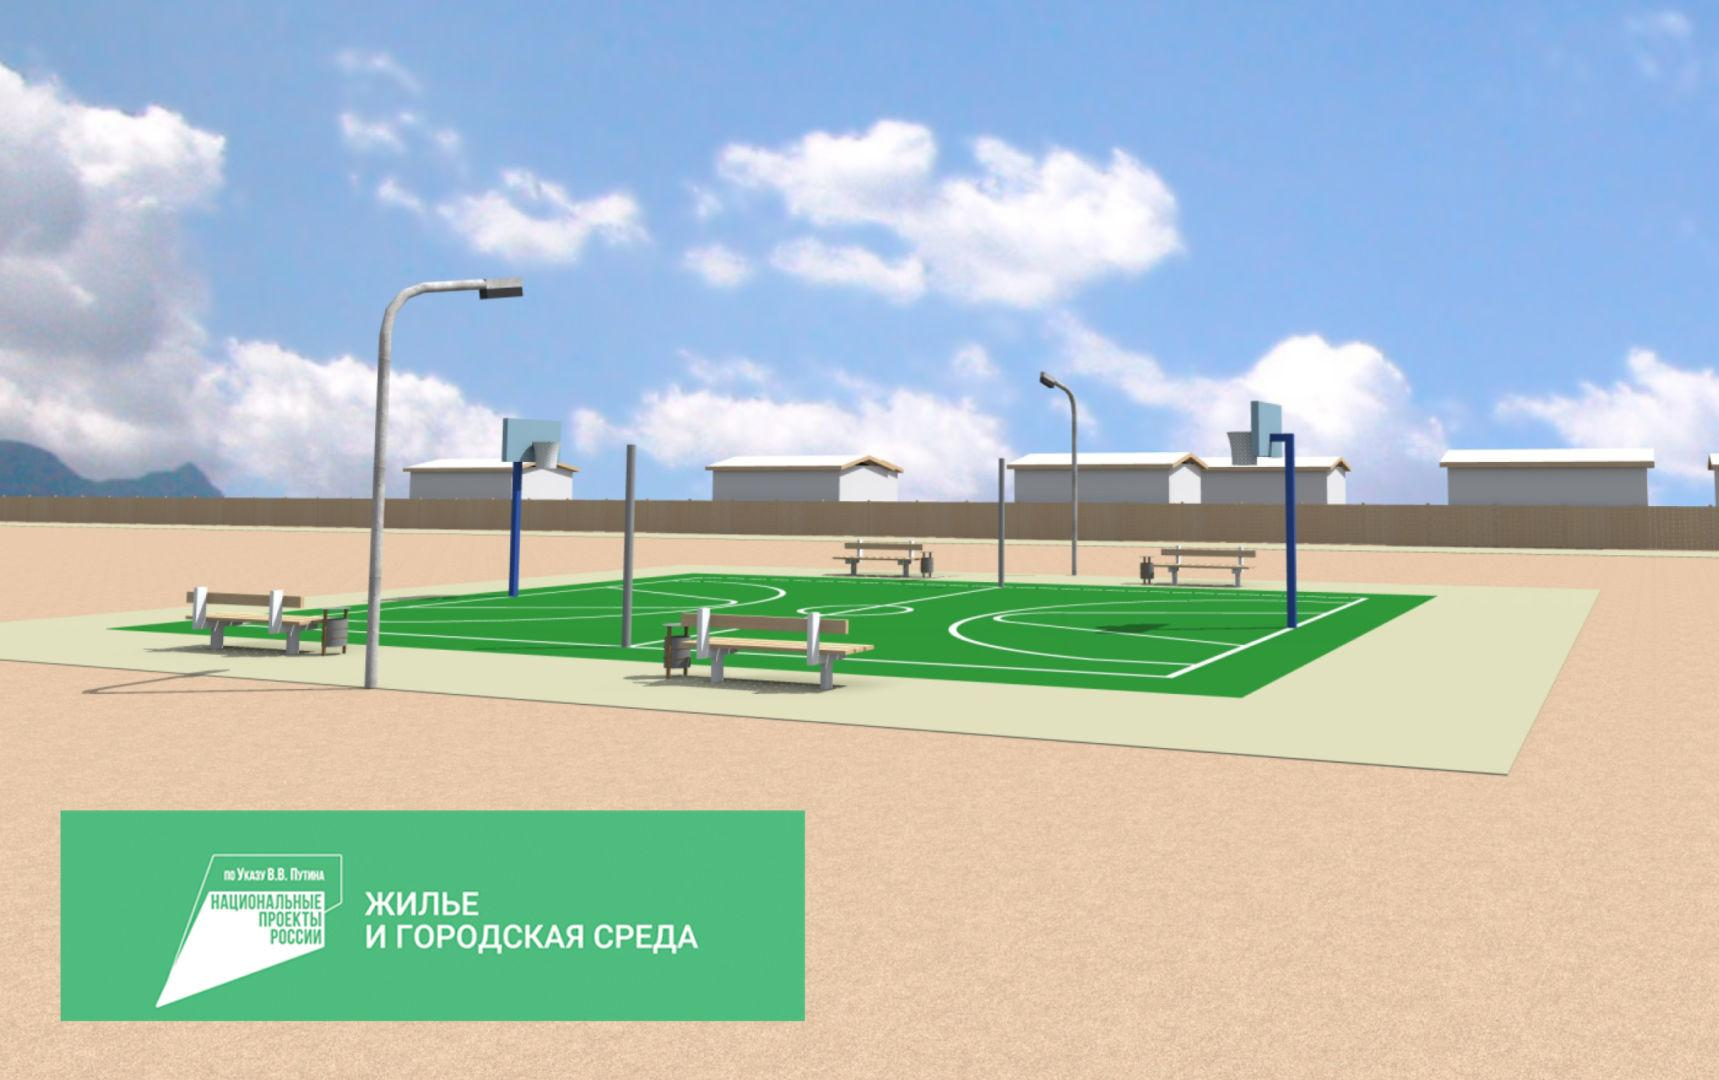 по Указу В.В. Путина
НАЦИОНАЛЬНЫЕ
ПРОЕКТЫ
РОССИИ
ЖИЛЬЕ
И ГОРОДСКАЯ СРЕДА